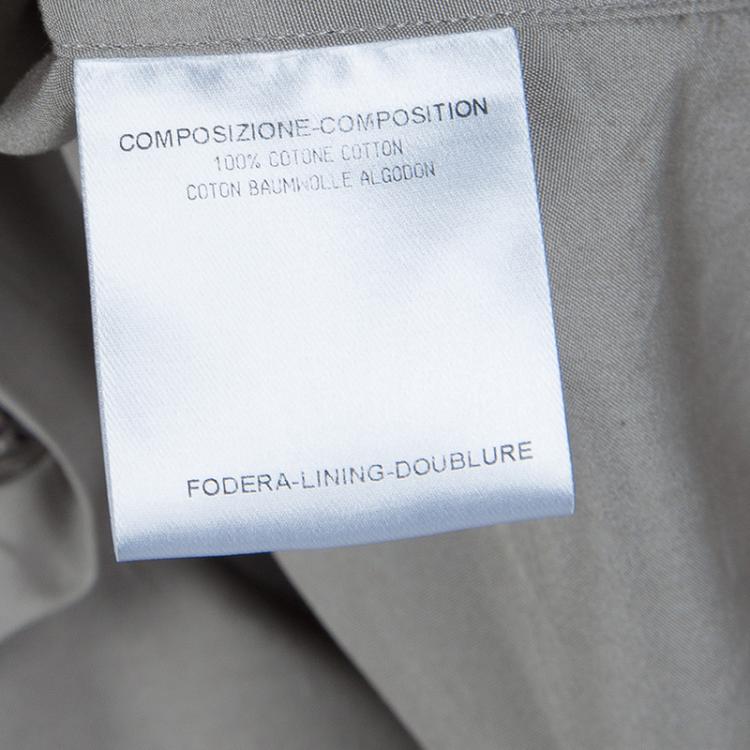 COMPOSIZIONE-COMPOSITION
100% COTONE COTTON
COTON BAUMWOLLE ALGODON
FODERA-LINING-DOUBLURE